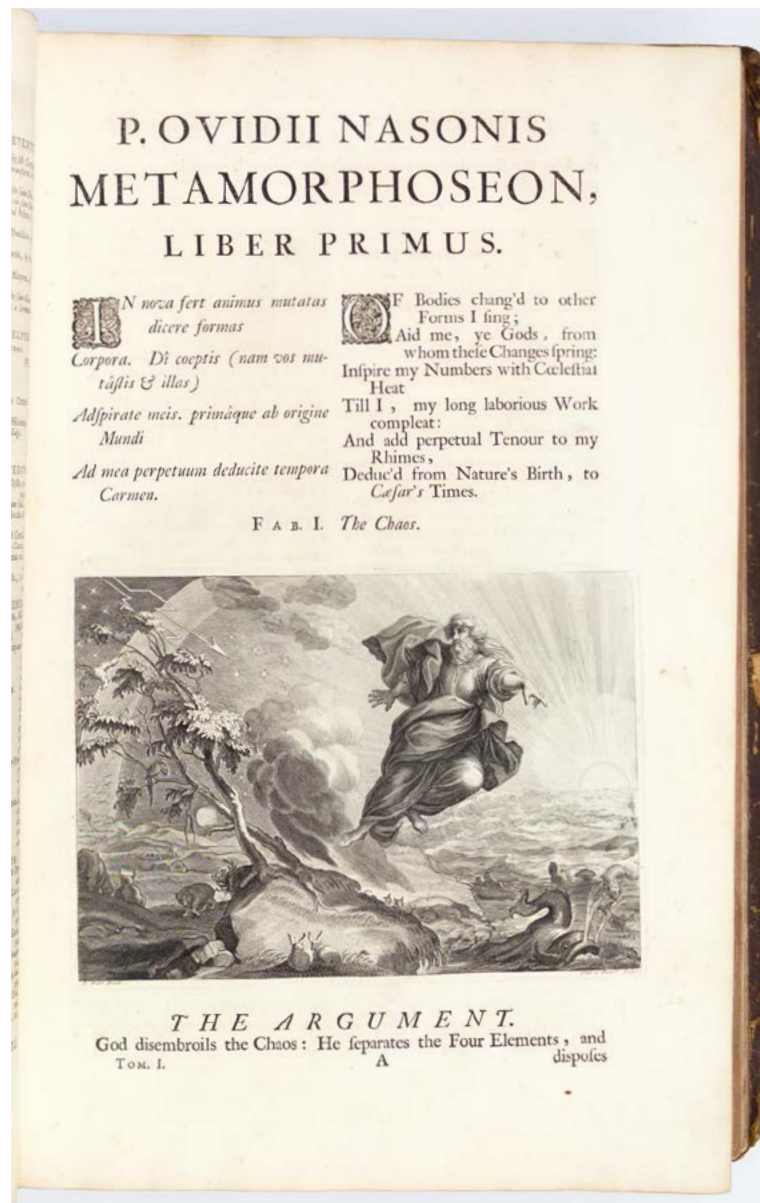 P. OVIDII NASONIS
METAMORPHOSEON,
LIBER PRIMUS.
IN nova fert animus mutatas
dicere formas
Corpora. Dî coeptis (nam vos mu-
tâſtis & illas)
Adſpirate meis. primâque ab origine
Mundi
Ad mea perpetuum deducite tempora
Carmen.
OF Bodies chang'd to other
Forms I ſing;
Aid me, ye Gods, from
whom theſe Changes ſpring:
Inſpire my Numbers with Cœleſtial
Heat
Till I, my long laborious Work
compleat:
And add perpetual Tenour to my
Rhimes,
Deduc'd from Nature's Birth, to
Cæſar's Times.
FAB. I. The Chaos.
THE ARGUMENT.
God disembroils the Chaos: He ſeparates the Four Elements, and
TOM. I. A diſpoſes